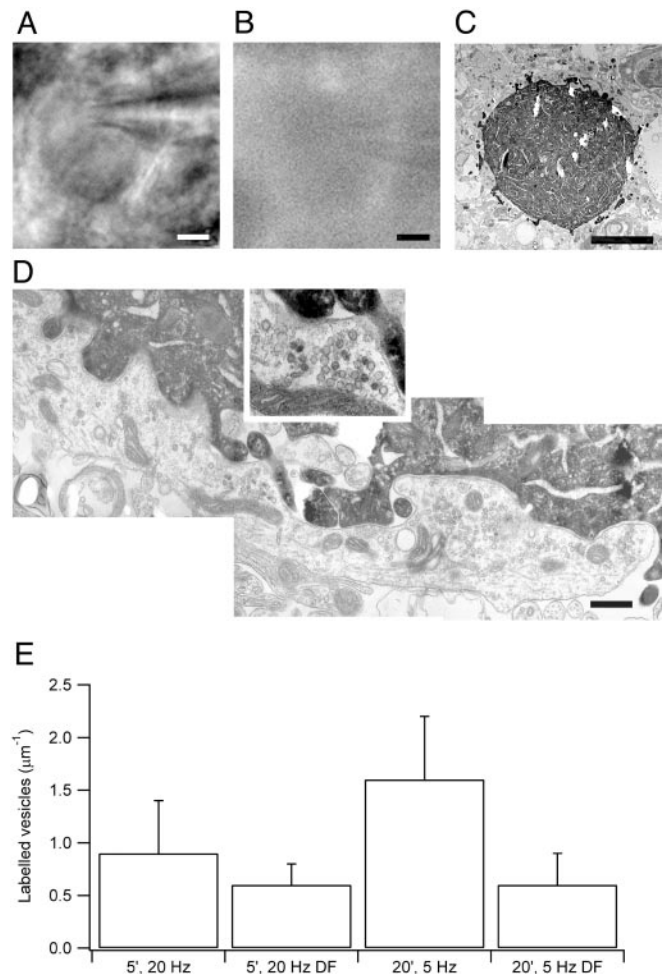 A
B
C
D
E
2.5
2.0
1.5
1.0
0.5
0.0
Labelled vesicles (μm⁻¹)
5', 20 Hz
5', 20 Hz DF
20', 5 Hz
20', 5 Hz DF